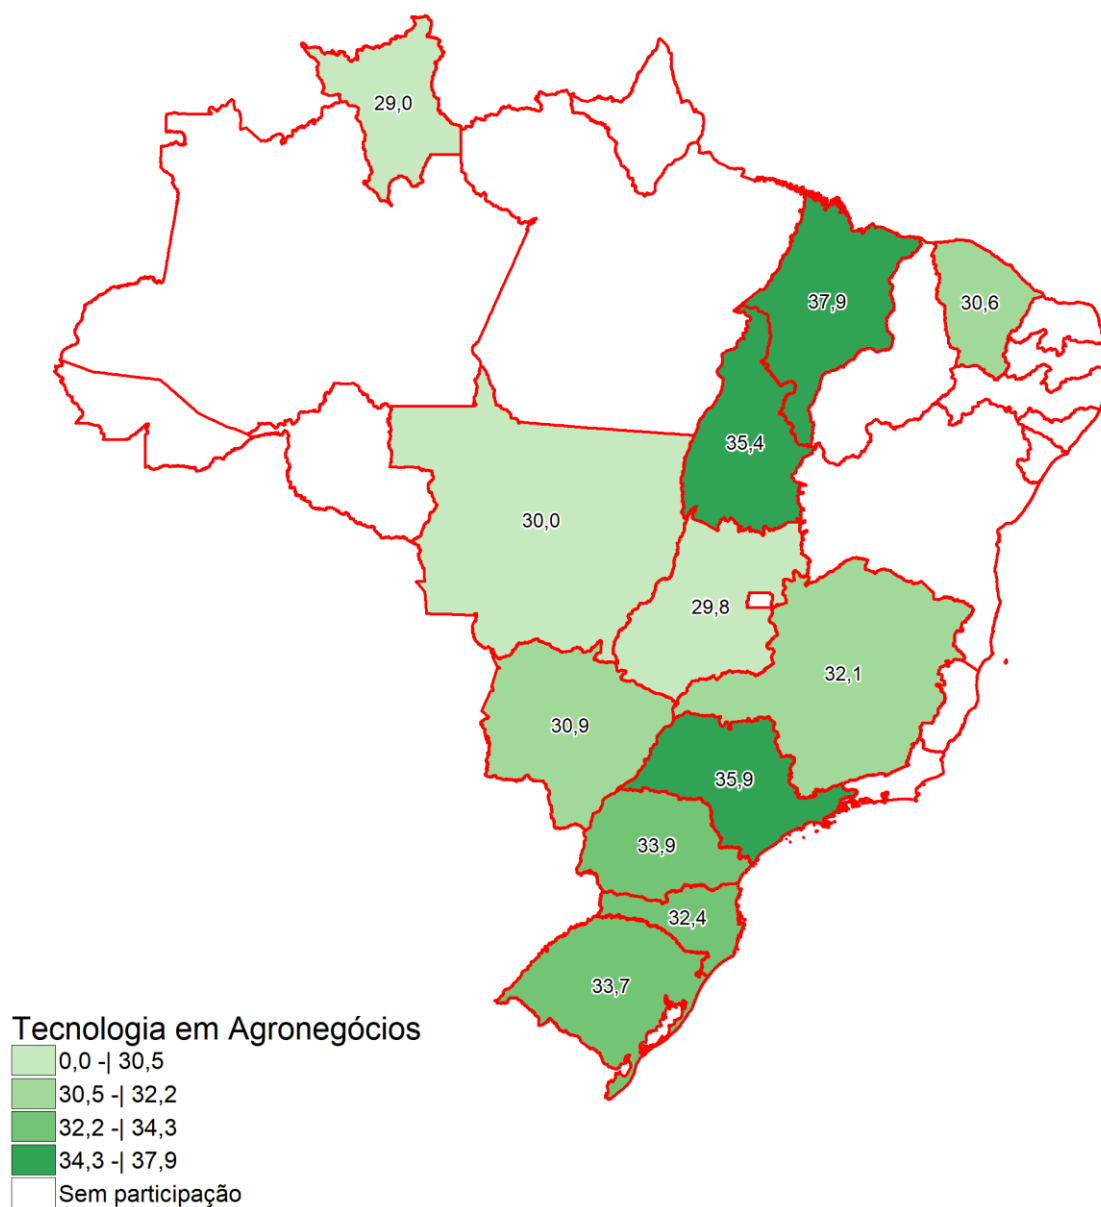 29,0
37,9
30,6
35,4
30,0
29,8
32,1
30,9
35,9
33,9
32,4
33,7
Tecnologia em Agronegócios
0,0 -| 30,5
30,5 -| 32,2
32,2 -| 34,3
34,3 -| 37,9
Sem participação